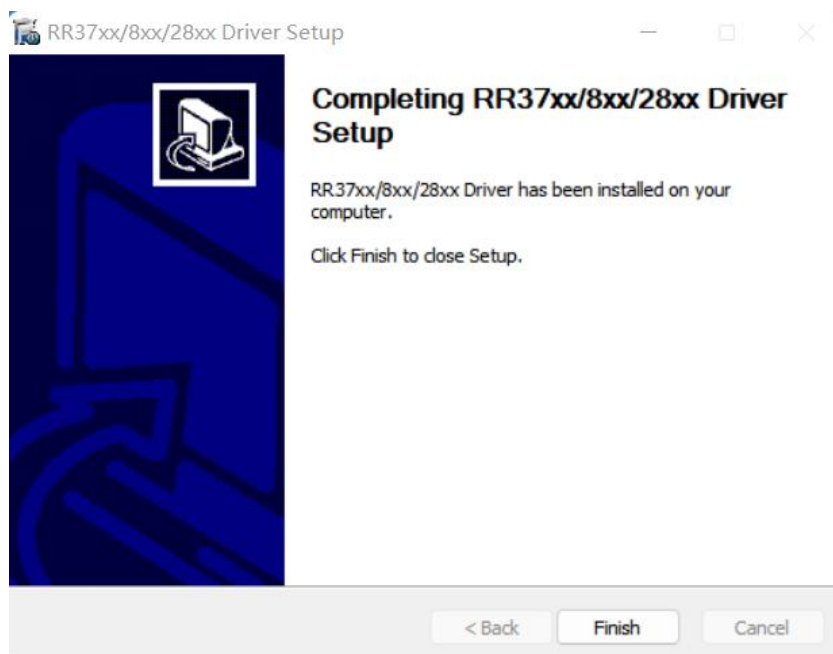 RR37xx/8xx/28xx Driver Setup
Completing RR37xx/8xx/28xx Driver
Setup
RR37xx/8xx/28xx Driver has been installed on your
computer.
Click Finish to close Setup.
< Back Finish Cancel